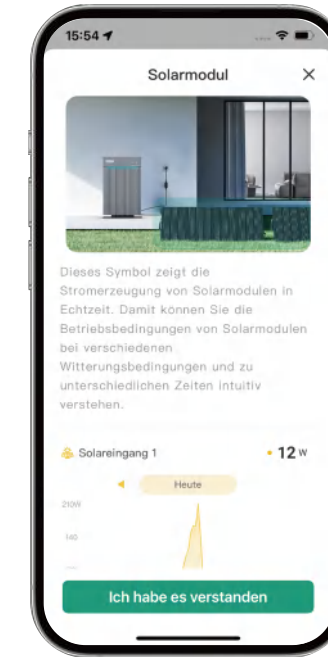 15:54
Solarmodul
Dieses Symbol zeigt die
Stromerzeugung von Solarmodulen in
Echtzeit. Damit können Sie die
Betriebsbedingungen von Solarmodulen
bei verschiedenen
Witterungsbedingungen und zu
unterschiedlichen Zeiten intuitiv
verstehen.
Solareingang 1 12 W
Heute
210W
140
Ich habe es verstanden